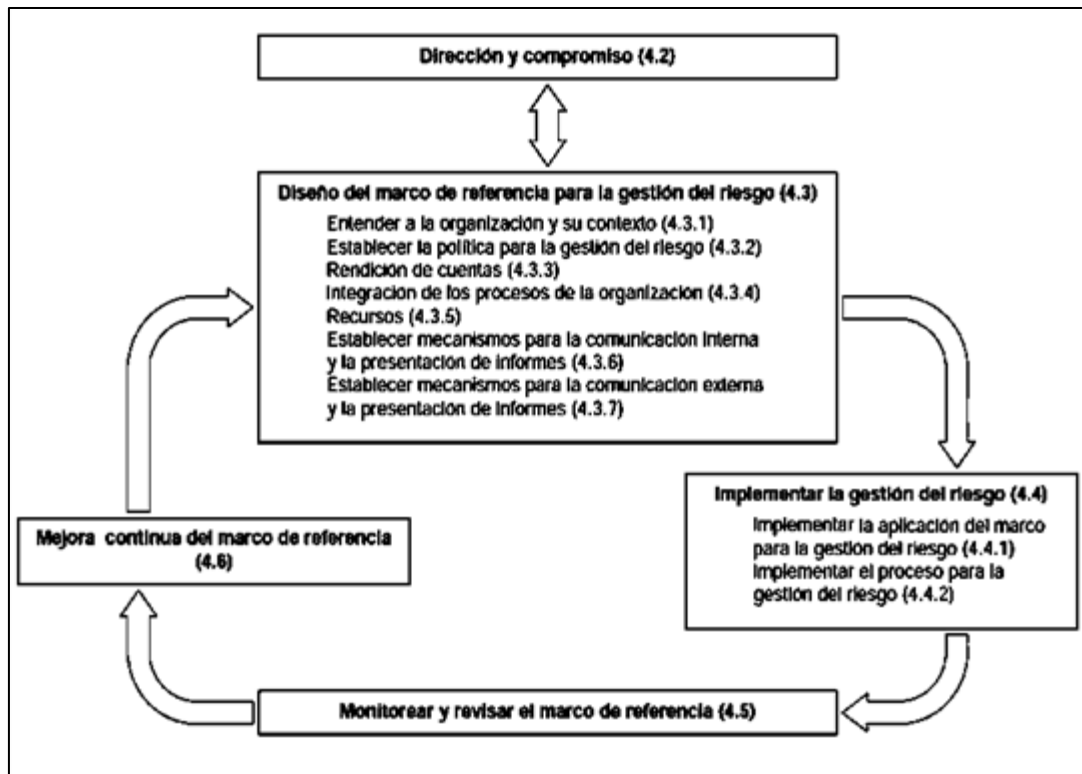 Dirección y compromiso (4.2)
Diseño del marco de referencia para la gestión del riesgo (4.3)
Entender a la organización y su contexto (4.3.1)
Establecer la política para la gestión del riesgo (4.3.2)
Rendición de cuentas (4.3.3)
Integración de los procesos de la organización (4.3.4)
Recursos (4.3.5)
Establecer mecanismos para la comunicación interna
y la presentación de informes (4.3.6)
Establecer mecanismos para la comunicación externa
y la presentación de informes (4.3.7)
Implementar la gestión del riesgo (4.4)
Implementar la aplicación del marco
para la gestión del riesgo (4.4.1)
Implementar el proceso para la
gestión del riesgo (4.4.2)
Monitorear y revisar el marco de referencia (4.5)
Mejora continua del marco de referencia
(4.6)